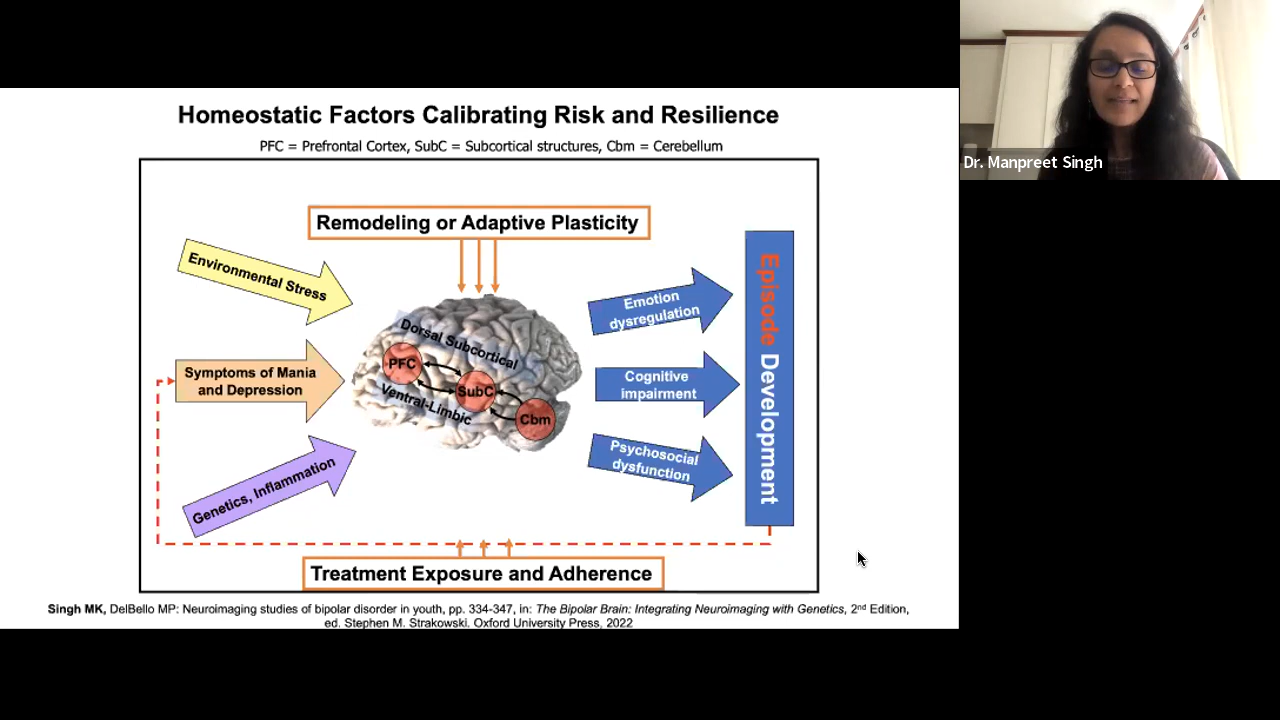 Homeostatic Factors Calibrating Risk and Resilience
PFC = Prefrontal Cortex, SubC = Subcortical structures, Cbm = Cerebellum
Remodeling or Adaptive Plasticity
Environmental Stress
Symptoms of Mania
and Depression
Genetics, Inflammation
Dorsal Subcortical
PFC
SubC
Ventral-Limbic
Cbm
Emotion
dysregulation
Cognitive
impairment
Psychosocial
dysfunction
Episode Development
Treatment Exposure and Adherence
Singh MK, DelBello MP: Neuroimaging studies of bipolar disorder in youth, pp. 334-347, in: The Bipolar Brain: Integrating Neuroimaging with Genetics, 2nd Edition,
ed. Stephen M. Strakowski. Oxford University Press, 2022
Dr. Manpreet Singh